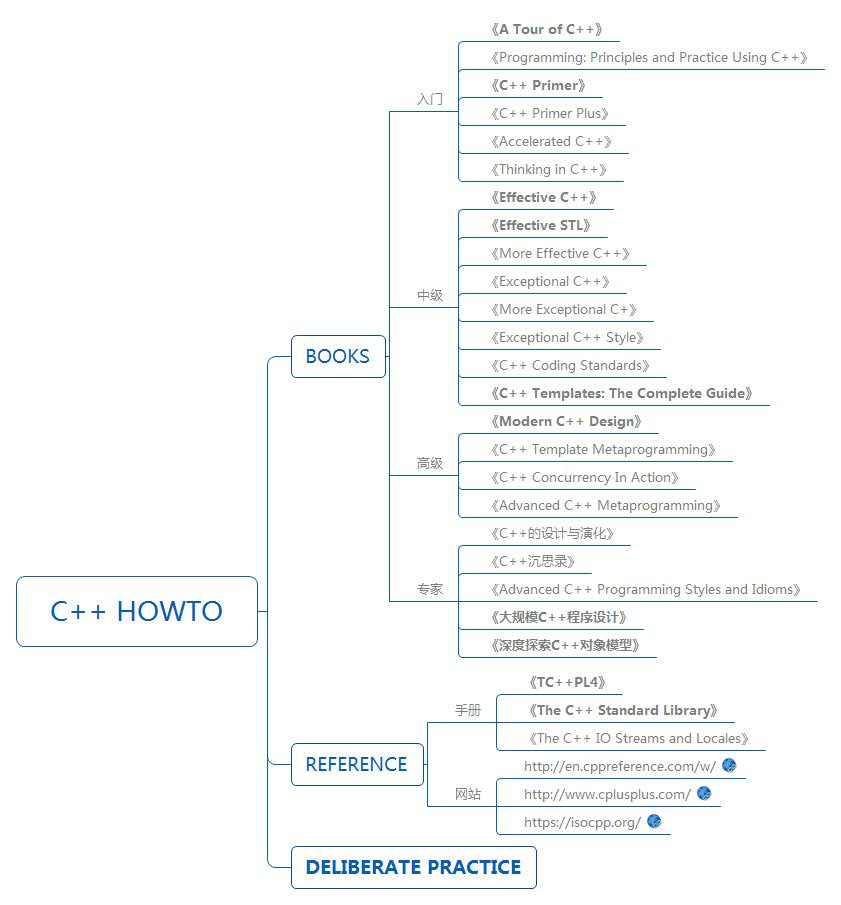 C++ HOWTO
BOOKS
入门
《A Tour of C++》
《Programming: Principles and Practice Using C++》
《C++ Primer》
《C++ Primer Plus》
《Accelerated C++》
《Thinking in C++》
中级
《Effective C++》
《Effective STL》
《More Effective C++》
《Exceptional C++》
《More Exceptional C+》
《Exceptional C++ Style》
《C++ Coding Standards》
《C++ Templates: The Complete Guide》
高级
《Modern C++ Design》
《C++ Template Metaprogramming》
《C++ Concurrency In Action》
《Advanced C++ Metaprogramming》
专家
《C++的设计与演化》
《C++沉思录》
《Advanced C++ Programming Styles and Idioms》
《大规模C++程序设计》
《深度探索C++对象模型》
REFERENCE
手册
《TC++PL4》
《The C++ Standard Library》
《The C++ IO Streams and Locales》
网站
http://en.cppreference.com/w/
http://www.cplusplus.com/
https://isocpp.org/
DELIBERATE PRACTICE